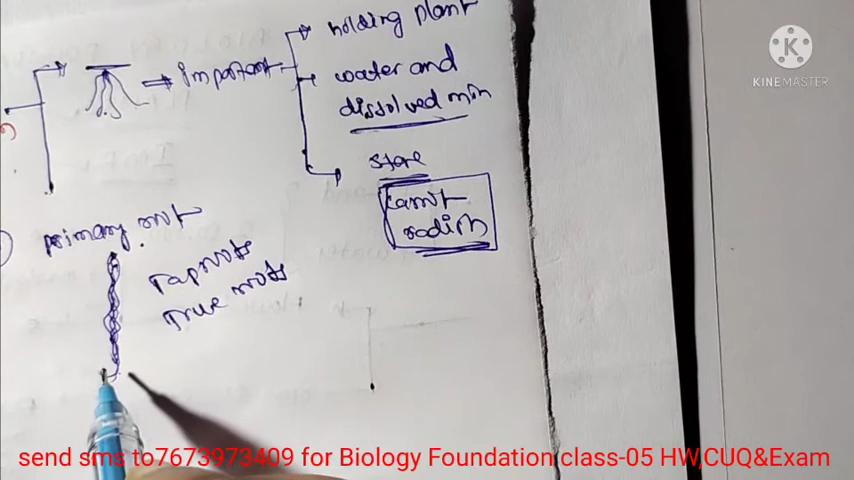 holding plant
important
water and
dissolved min
store
carrot
radish
primary root
Taproots
True roots
K
KINEMASTER
send sms to7673973409 for Biology Foundation class-05 HW,CUQ&Exam